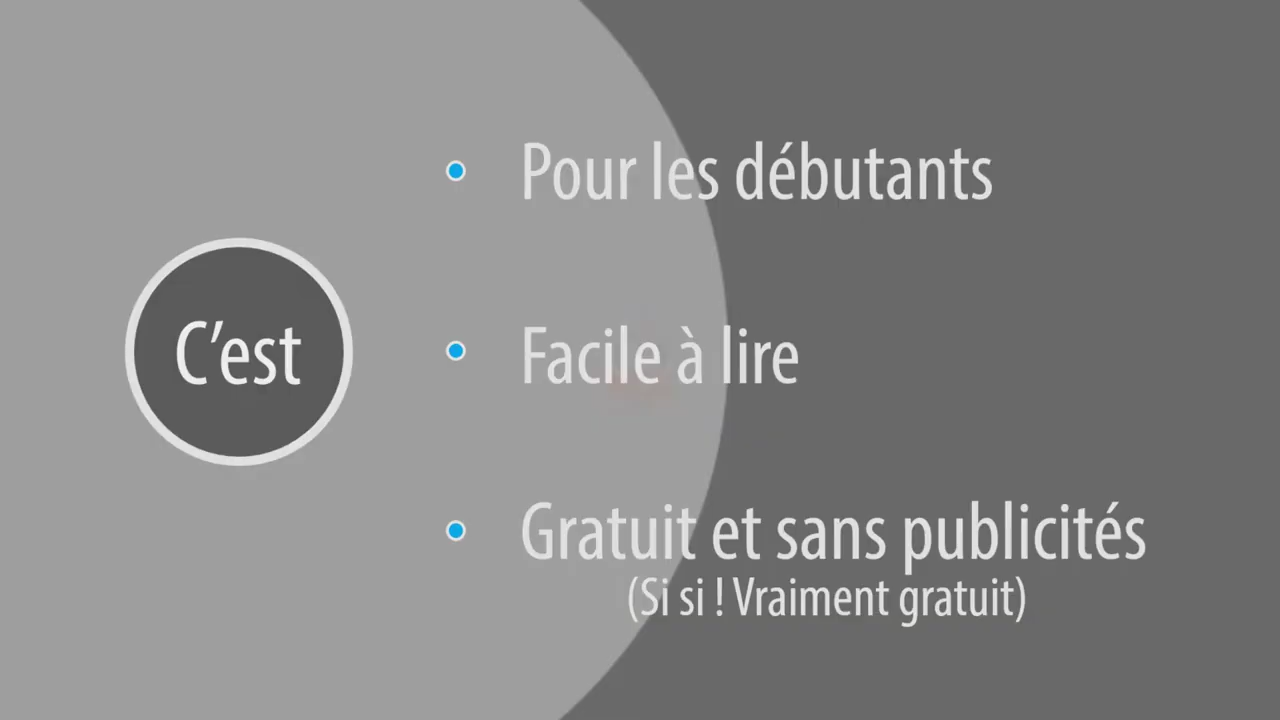 C’est
Pour les débutants
Facile à lire
Gratuit et sans publicités
(Si si ! Vraiment gratuit)